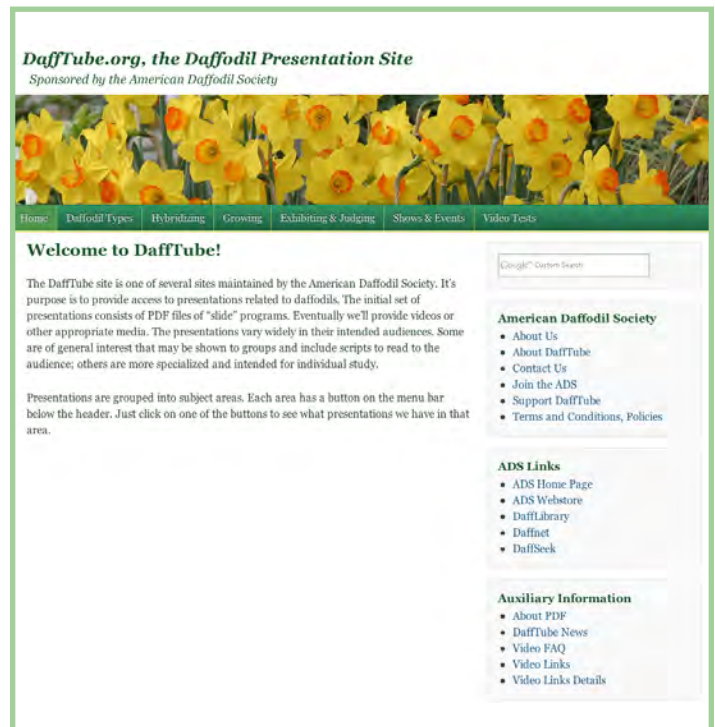 DaffTube.org, the Daffodil Presentation Site
Sponsored by the American Daffodil Society
Home
Daffodil Types
Hybridizing
Growing
Exhibiting & Judging
Shows & Events
Video Tests
Welcome to DaffTube!
The DaffTube site is one of several sites maintained by the American Daffodil Society. It's
purpose is to provide access to presentations related to daffodils. The initial set of
presentations consists of PDF files of "slide" programs. Eventually we'll provide videos or
other appropriate media. The presentations vary widely in their intended audiences. Some
are of general interest that may be shown to groups and include scripts to read to the
audience; others are more specialized and intended for individual study.
Presentations are grouped into subject areas. Each area has a button on the menu bar
below the header. Just click on one of the buttons to see what presentations we have in that
area.
Google™ Custom Search
American Daffodil Society
About Us
About DaffTube
Contact Us
Join the ADS
Support DaffTube
Terms and Conditions, Policies
ADS Links
ADS Home Page
ADS Webstore
DaffLibrary
Daffnet
DaffSeek
Auxiliary Information
About PDF
DaffTube News
Video FAQ
Video Links
Video Links Details